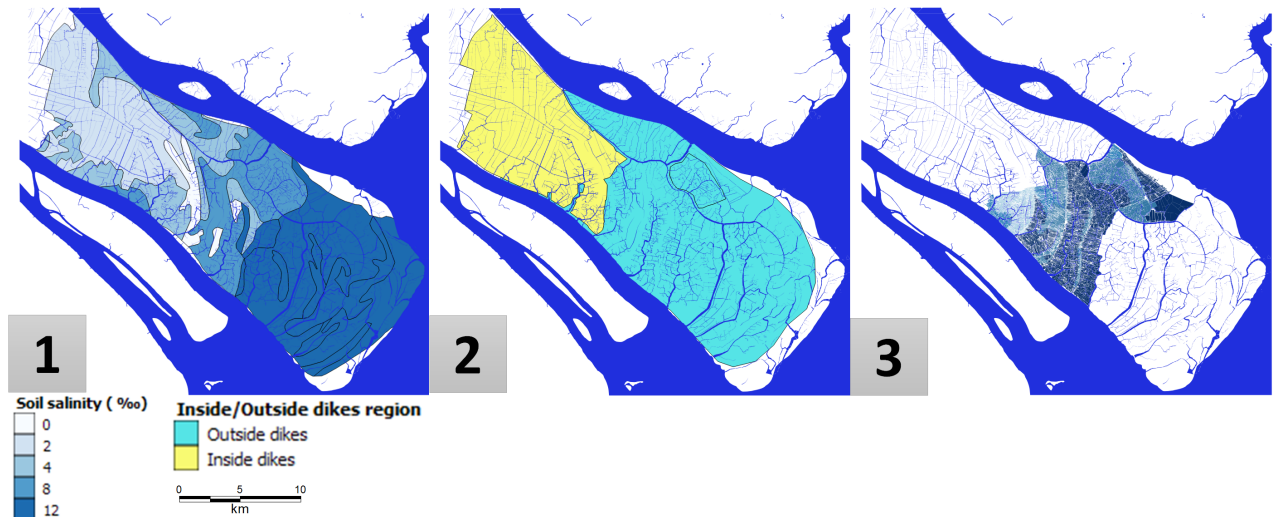 1
2
3
Soil salinity ( ‰)
0
2
4
8
12
Inside/Outside dikes region
Outside dikes
Inside dikes
0 5 10
km